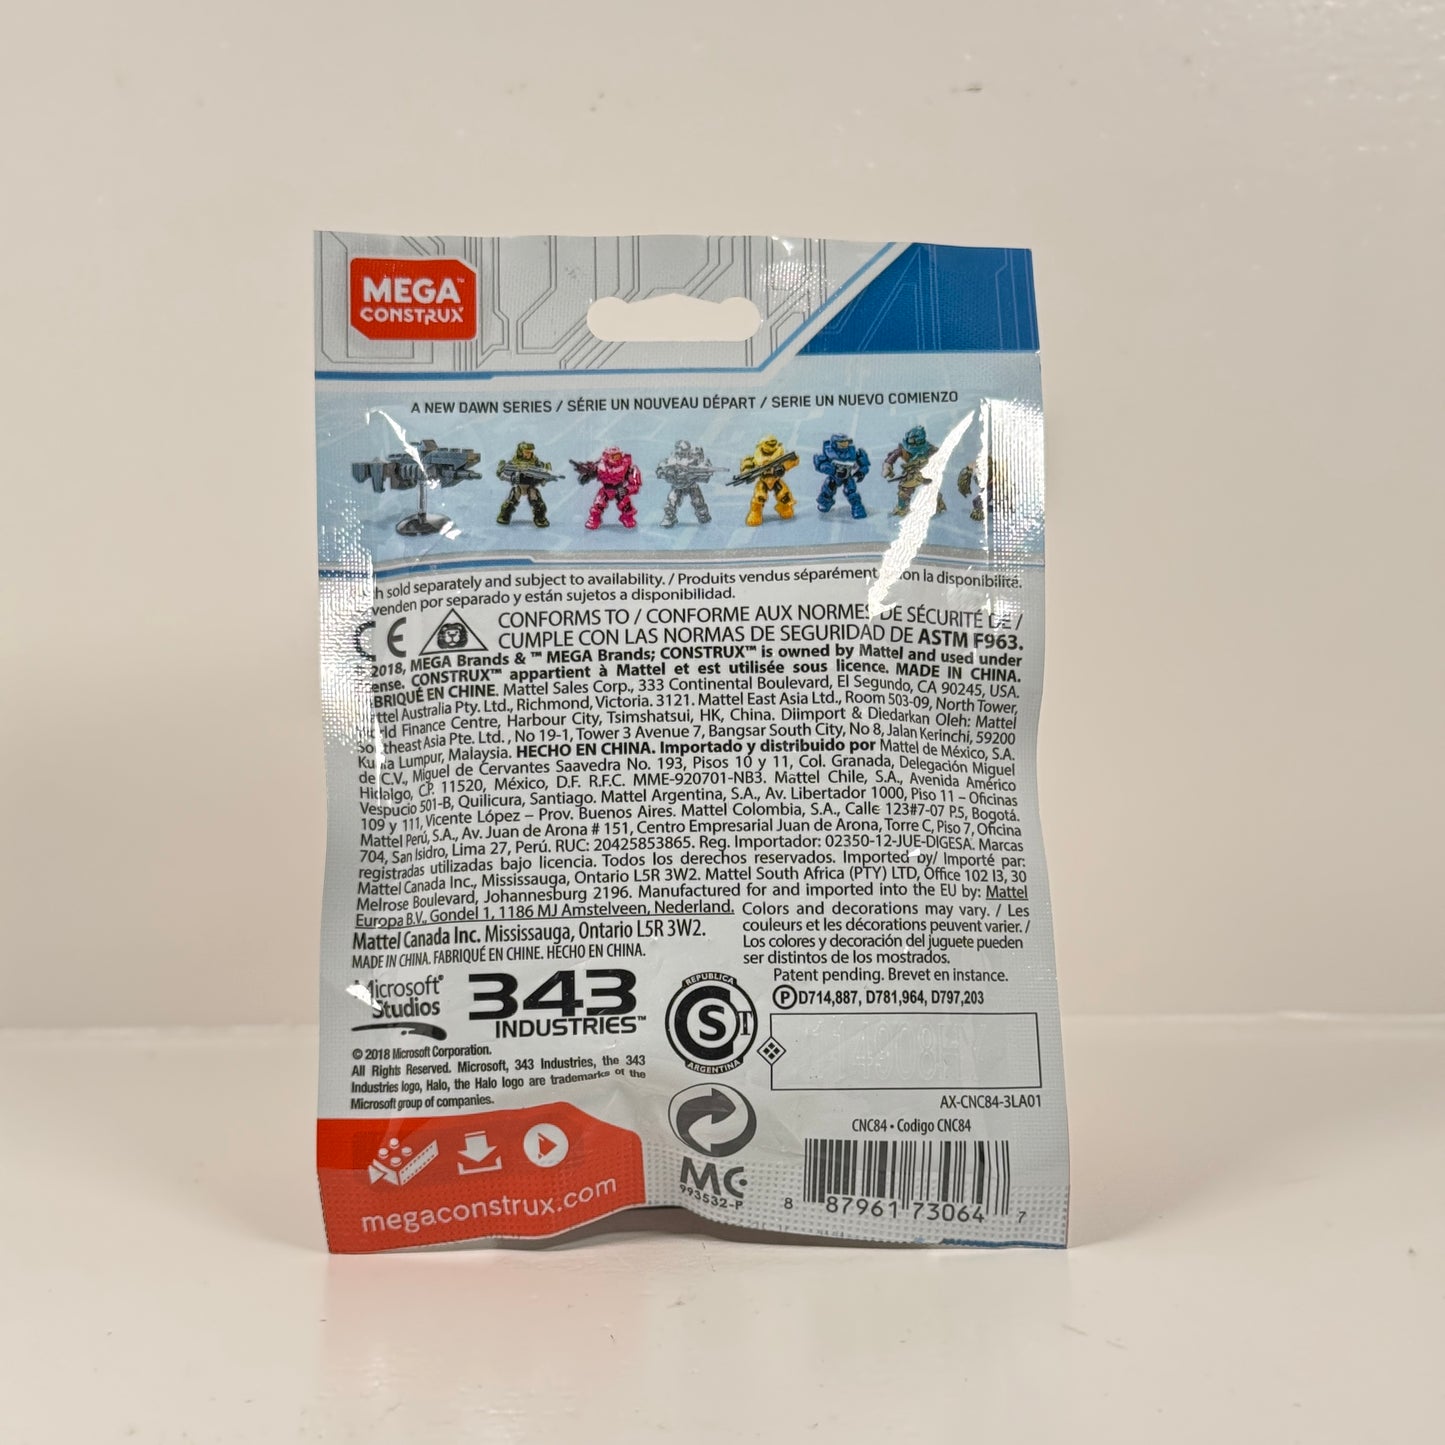 MEGA™
CONSTRUX
A NEW DAWN SERIES / SÉRIE UN NOUVEAU DÉPART / SERIE UN NUEVO COMIENZO
sold separately and subject to availability. / Produits vendus séparément on la disponibilité.
venden por separado y están sujetos a disponibilidad.
CE
CONFORMS TO / CONFORME AUX NORMES DE SÉCURITÉ DE /
CUMPLE CON LAS NORMAS DE SEGURIDAD DE ASTM F963.
2018, MEGA Brands & ™ MEGA Brands; CONSTRUX™ is owned by Mattel and used under
CONSTRUX™ appartient à Mattel et est utilisée sous licence. MADE IN CHINA.
EN CHINE. Mattel Sales Corp., 333 Continental Boulevard, El Segundo, CA 90245, USA.
Australia Pty. Ltd., Richmond, Victoria. 3121. Mattel East Asia Ltd., Room 503-09, North Tower,
World Finance Centre, Harbour City, Tsimshatsui, HK, China. Diimport & Diedarkan Oleh: Mattel
Southeast Asia Pte. Ltd., No 19-1, Tower 3 Avenue 7, Bangsar South City, No 8, Jalan Kerinchi, 59200
Kuala Lumpur, Malaysia. HECHO EN CHINA. Importado y distribuido por Mattel de México, S.A.
de C.V., Miguel de Cervantes Saavedra No. 193, Pisos 10 y 11, Col. Granada, Delegación Miguel
Hidalgo, C.P. 11520, México, D.F. R.F.C. MME-920701-NB3. Mattel Chile, S.A., Avenida Américo
Vespucio 501-B, Quilicura, Santiago. Mattel Argentina, S.A., Av. Libertador 1000, Piso 11 – Oficinas
109 y 111, Vicente López – Prov. Buenos Aires. Mattel Colombia, S.A., Calle 123#7-07 P.5, Bogotá.
Mattel Perú, S.A., Av. Juan de Arona # 151, Centro Empresarial Juan de Arona, Torre C, Piso 7, Oficina
704, San Isidro, Lima 27, Perú. RUC: 20425853865. Reg. Importador: 02350-12-JUE-DIGESA. Marcas
registradas utilizadas bajo licencia. Todos los derechos reservados. Imported by/ Importé par:
Mattel Canada Inc., Mississauga, Ontario L5R 3W2. Mattel South Africa (PTY) LTD, Office 102 I3, 30
Melrose Boulevard, Johannesburg 2196. Manufactured for and imported into the EU by: Mattel
Europa B.V., Gondel 1, 1186 MJ Amstelveen, Nederland.
Mattel Canada Inc. Mississauga, Ontario L5R 3W2.
MADE IN CHINA. FABRIQUÉ EN CHINE. HECHO EN CHINA.
Colors and decorations may vary. / Les
couleurs et les décorations peuvent varier. /
Los colores y decoración del juguete pueden
ser distintos de los mostrados.
Patent pending. Brevet en instance.
Ⓟ D714,887, D781,964, D797,203
Microsoft®
Studios
343
INDUSTRIES™
REPUBLICA
S
ARGENTINA
© 2018 Microsoft Corporation.
All Rights Reserved. Microsoft, 343 Industries, the 343
Industries logo, Halo, the Halo logo are trademarks of the
Microsoft group of companies.
AX-CNC84-3LA01
CNC84 • Codigo CNC84
MC
993532-P
8 87961 73064 7
megaconstrux.com